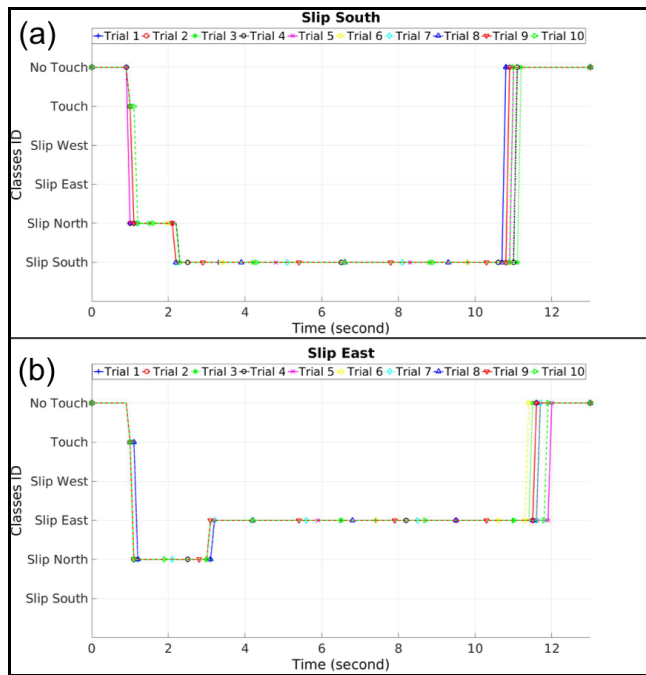 (a)
Slip South
Trial 1 Trial 2 Trial 3 Trial 4 Trial 5 Trial 6 Trial 7 Trial 8 Trial 9 Trial 10
Classes ID
No Touch
Touch
Slip West
Slip East
Slip North
Slip South
0 2 4 6 8 10 12
Time (second)
(b)
Slip East
Trial 1 Trial 2 Trial 3 Trial 4 Trial 5 Trial 6 Trial 7 Trial 8 Trial 9 Trial 10
Classes ID
No Touch
Touch
Slip West
Slip East
Slip North
Slip South
0 2 4 6 8 10 12
Time (second)